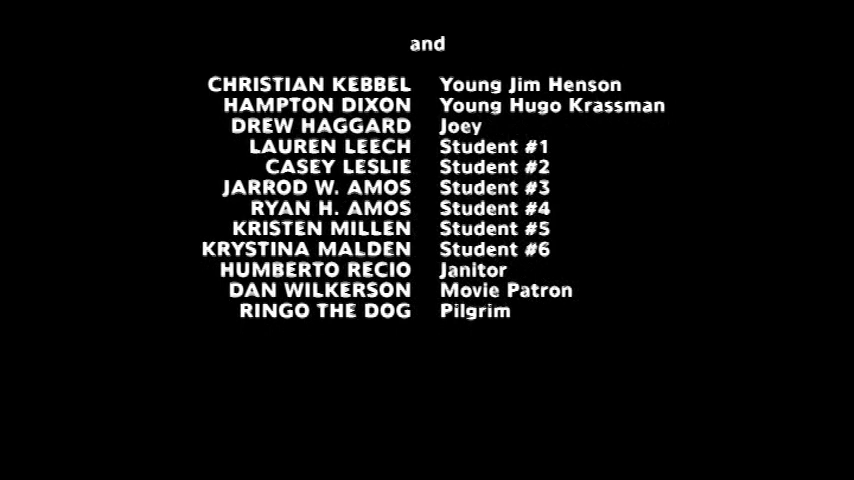 and
CHRISTIAN KEBBEL Young Jim Henson
HAMPTON DIXON Young Hugo Krassman
DREW HAGGARD Joey
LAUREN LEECH Student #1
CASEY LESLIE Student #2
JARROD W. AMOS Student #3
RYAN H. AMOS Student #4
KRISTEN MILLEN Student #5
KRYSTINA MALDEN Student #6
HUMBERTO RECIO Janitor
DAN WILKERSON Movie Patron
RINGO THE DOG Pilgrim